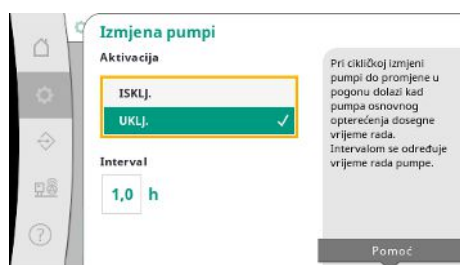 Izmjena pumpi
Aktivacija
ISKLJ.
UKLJ.
Interval
1,0 h
Pri cikličkoj izmjeni
pumpi do promjene u
pogonu dolazi kad
pumpa osnovnog
opterećenja dosegne
vrijeme rada.
Intervalom se određuje
vrijeme rada pumpe.
Pomoć